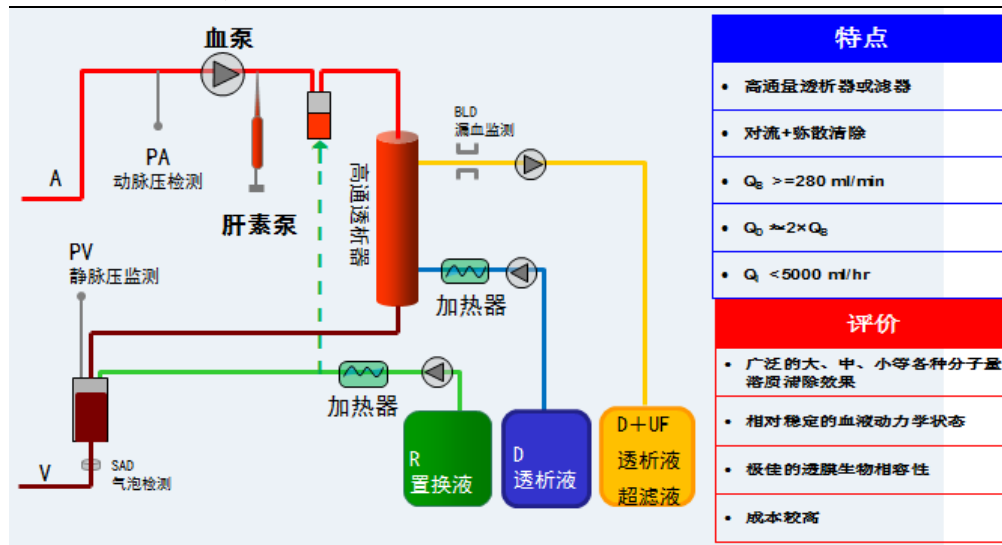 血泵
PA
动脉压检测
A
肝素泵
BLD
漏血监测
高通透析器
PV
静脉压监测
加热器
加热器
SAD
气泡检测
V
R
置换液
D
透析液
D＋UF
透析液
超滤液
特点
• 高通量透析器或滤器
• 对流+弥散清除
• QB >=280 ml/min
• QD ≈2×QB
• Qi <5000 ml/hr
评价
• 广泛的大、中、小等各种分子量
溶质清除效果
• 相对稳定的血液动力学状态
• 极佳的透膜生物相容性
• 成本较高